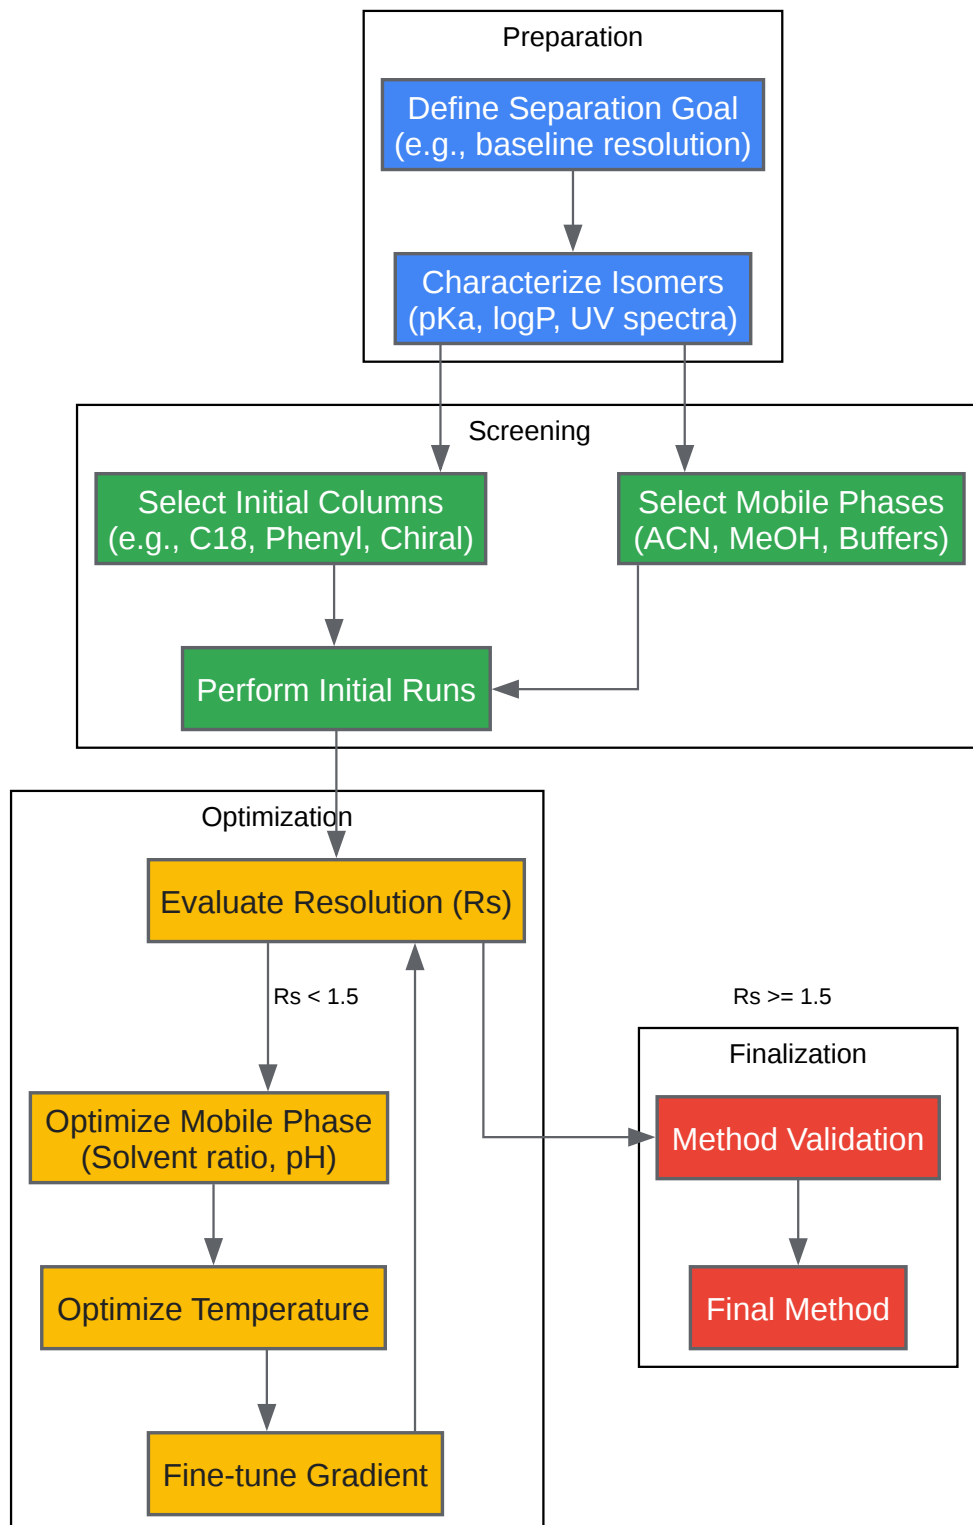 Preparation
Define Separation Goal
(e.g., baseline resolution)
Characterize Isomers
(pKa, logP, UV spectra)
Screening
Select Initial Columns
(e.g., C18, Phenyl, Chiral)
Select Mobile Phases
(ACN, MeOH, Buffers)
Perform Initial Runs
Optimization
Evaluate Resolution (Rs)
Rs < 1.5
Rs >= 1.5
Optimize Mobile Phase
(Solvent ratio, pH)
Optimize Temperature
Fine-tune Gradient
Finalization
Method Validation
Final Method